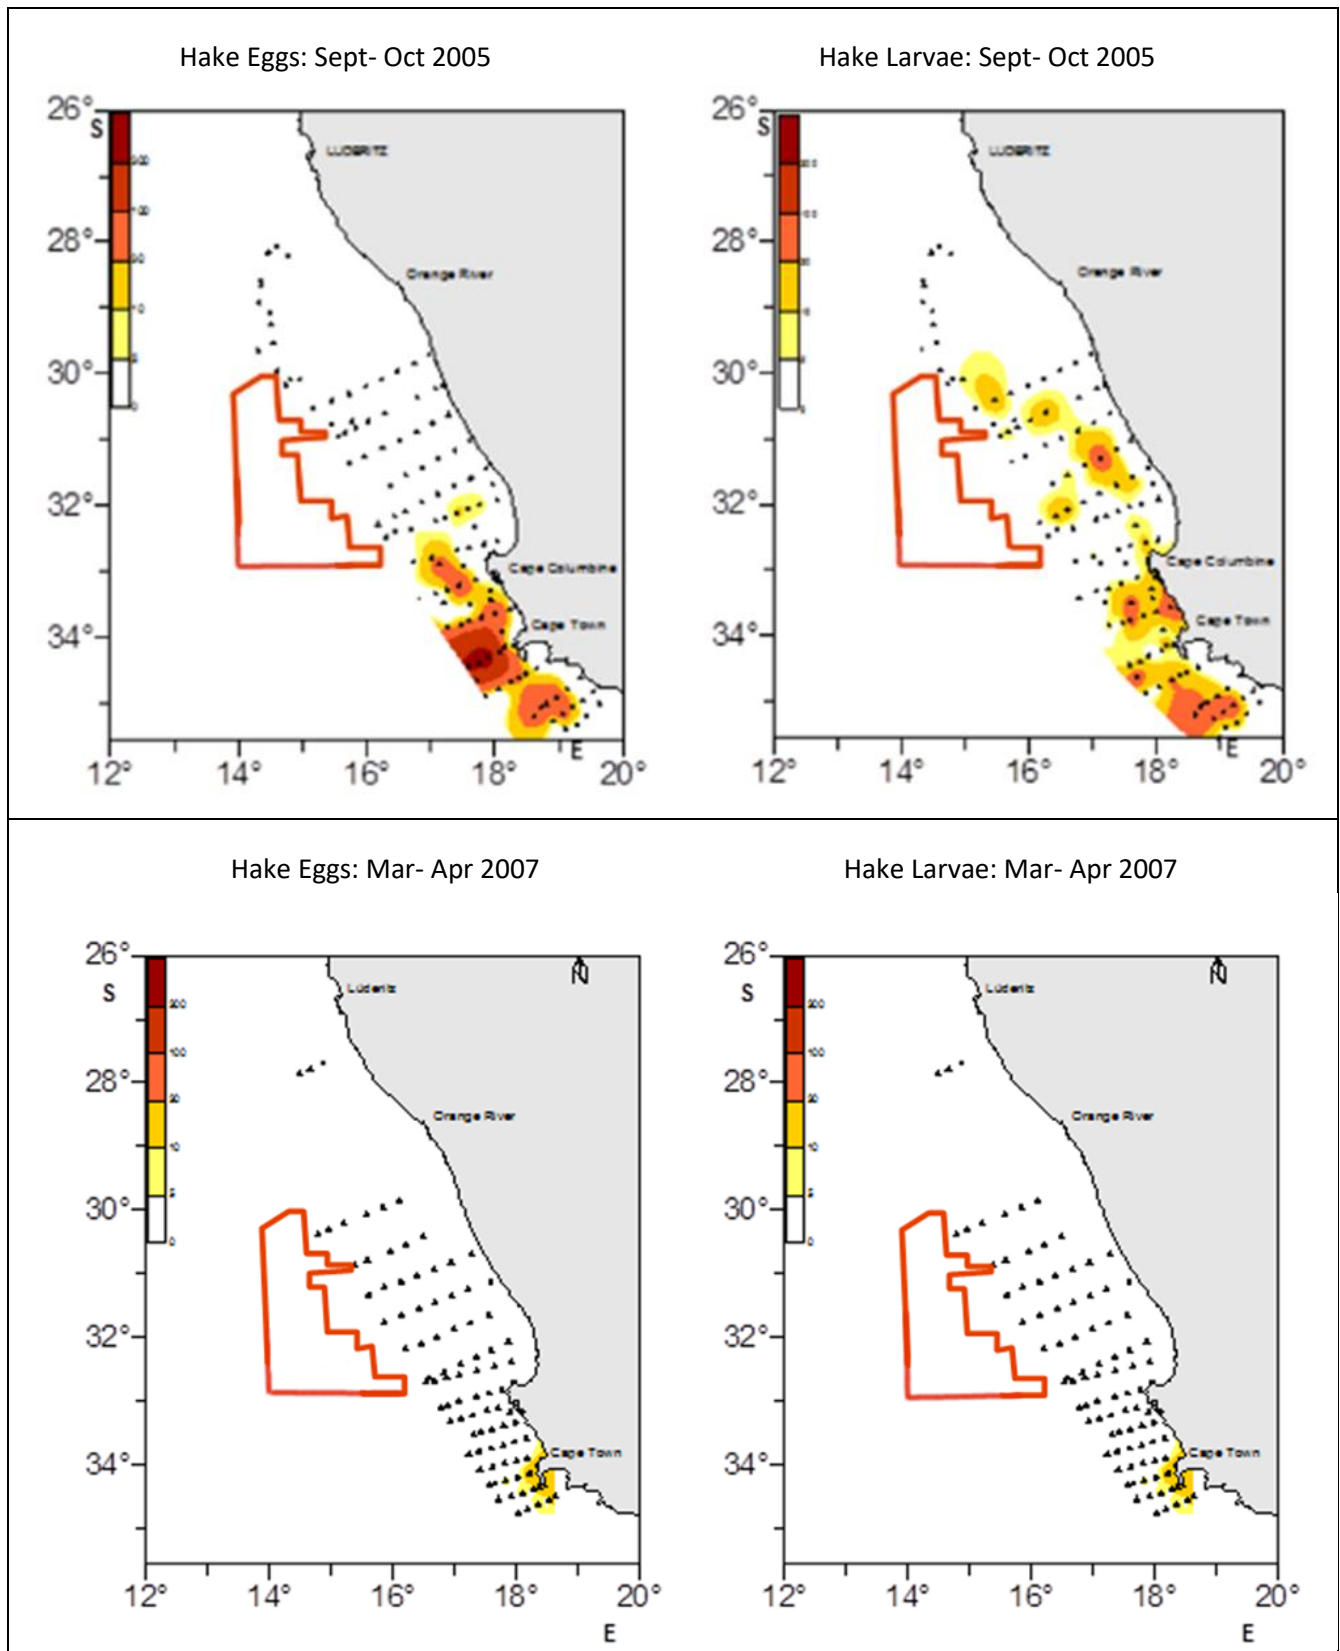 Hake Eggs: Sept- Oct 2005
Hake Larvae: Sept- Oct 2005
26°
S
LUDERITZ
28°
Orange River
30°
32°
Cape Columbine
Cape Town
34°
E
12° 14° 16° 18° 20°
26°
S
LUDERITZ
28°
Orange River
30°
32°
Cape Columbine
Cape Town
34°
E
12° 14° 16° 18° 20°
Hake Eggs: Mar- Apr 2007
Hake Larvae: Mar- Apr 2007
26°
N
S
Lüderitz
28°
Orange River
30°
32°
Cape Town
34°
12° 14° 16° 18° 20°
E
26°
N
S
Lüderitz
28°
Orange River
30°
32°
Cape Town
34°
12° 14° 16° 18° 20°
E